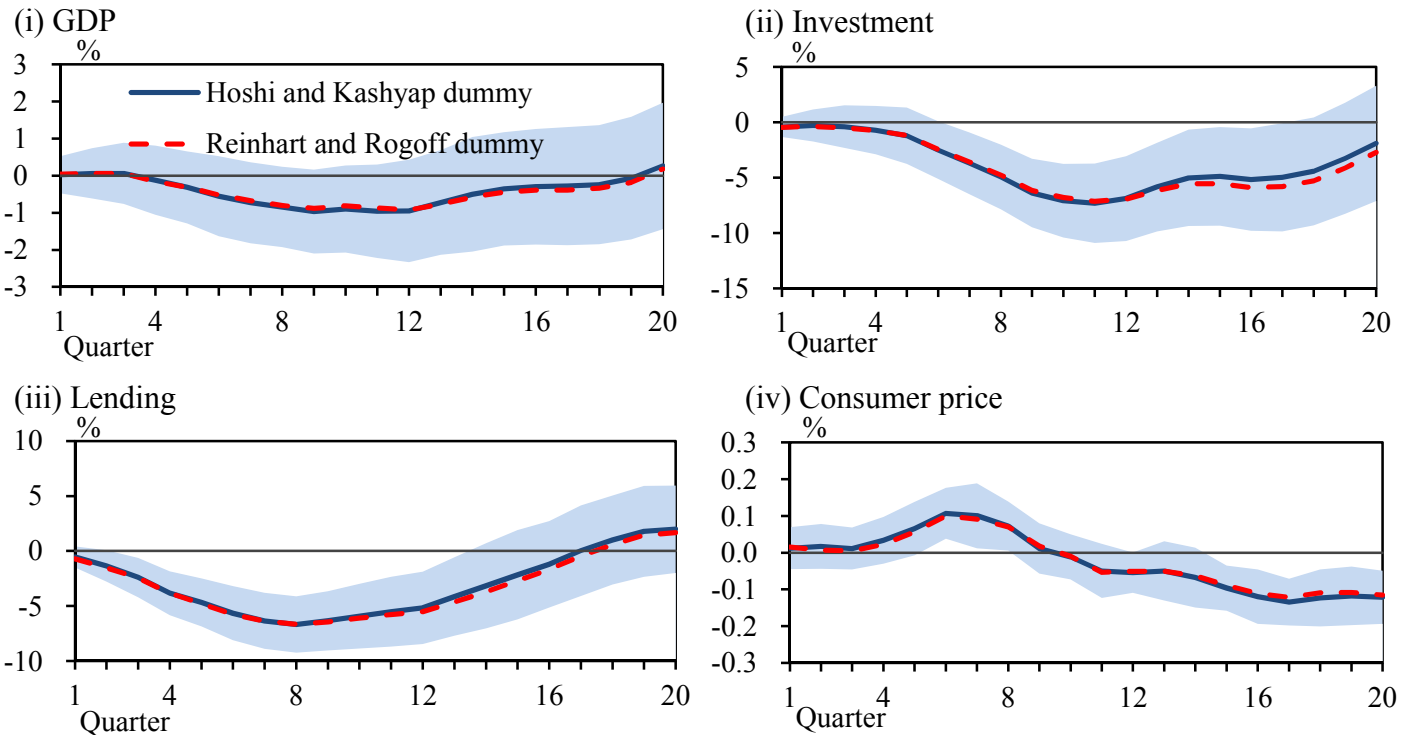 (i) GDP
%
3
2
1
0
-1
-2
-3
Hoshi and Kashyap dummy
Reinhart and Rogoff dummy
1 4 8 12 16 20
Quarter
(ii) Investment
%
5
0
-5
-10
-15
1 4 8 12 16 20
Quarter
(iii) Lending
%
10
5
0
-5
-10
1 4 8 12 16 20
Quarter
(iv) Consumer price
%
0.3
0.2
0.1
0.0
-0.1
-0.2
-0.3
1 4 8 12 16 20
Quarter